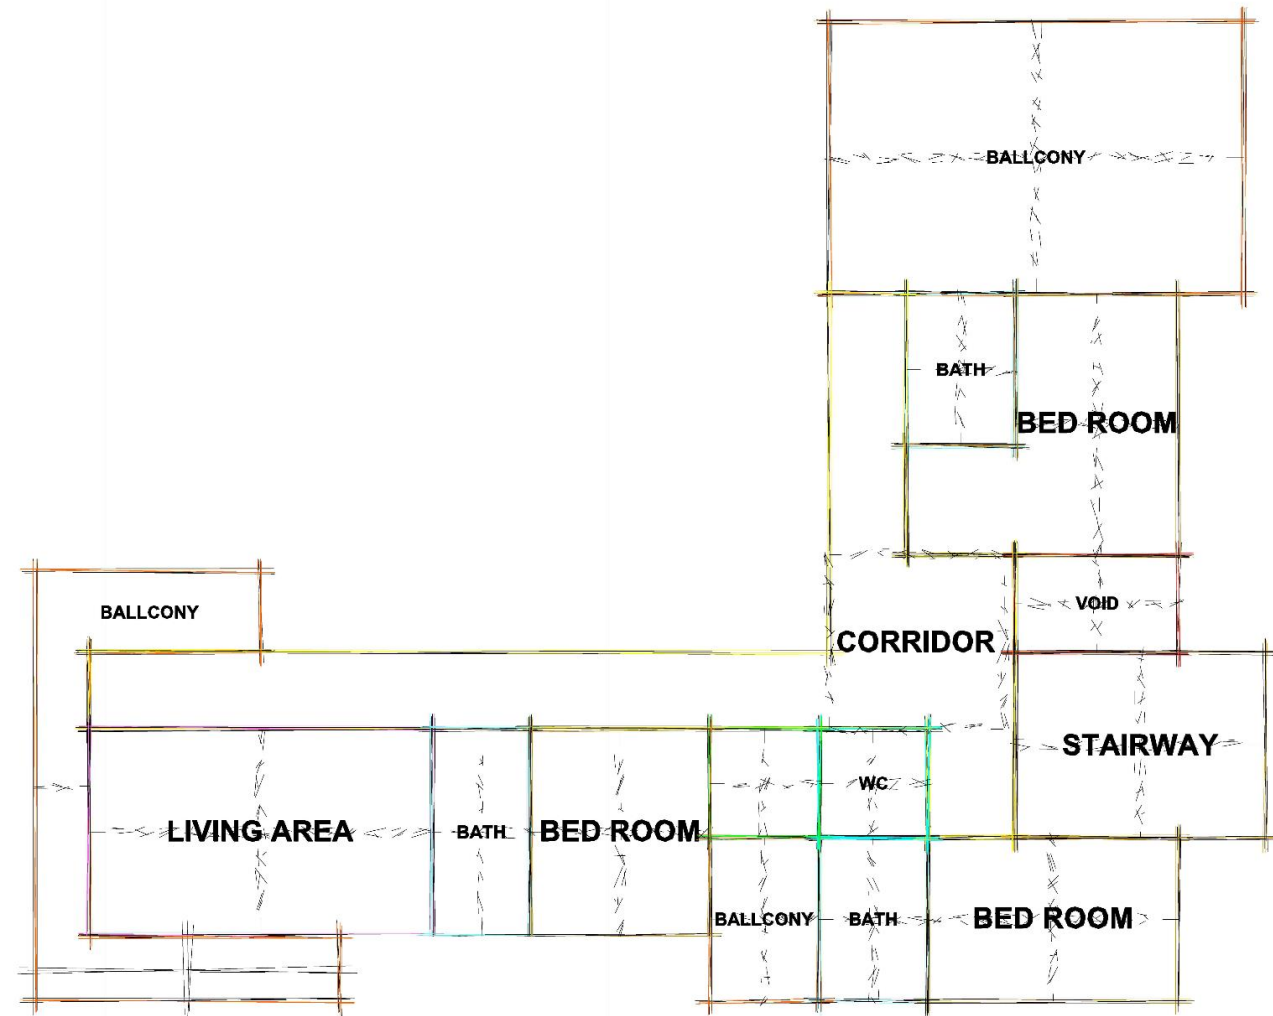 BALLCONY
BATH
BED ROOM
VOID
BALLCONY
CORRIDOR
STAIRWAY
WC
LIVING AREA
BATH
BED ROOM
BALLCONY
BATH
BED ROOM